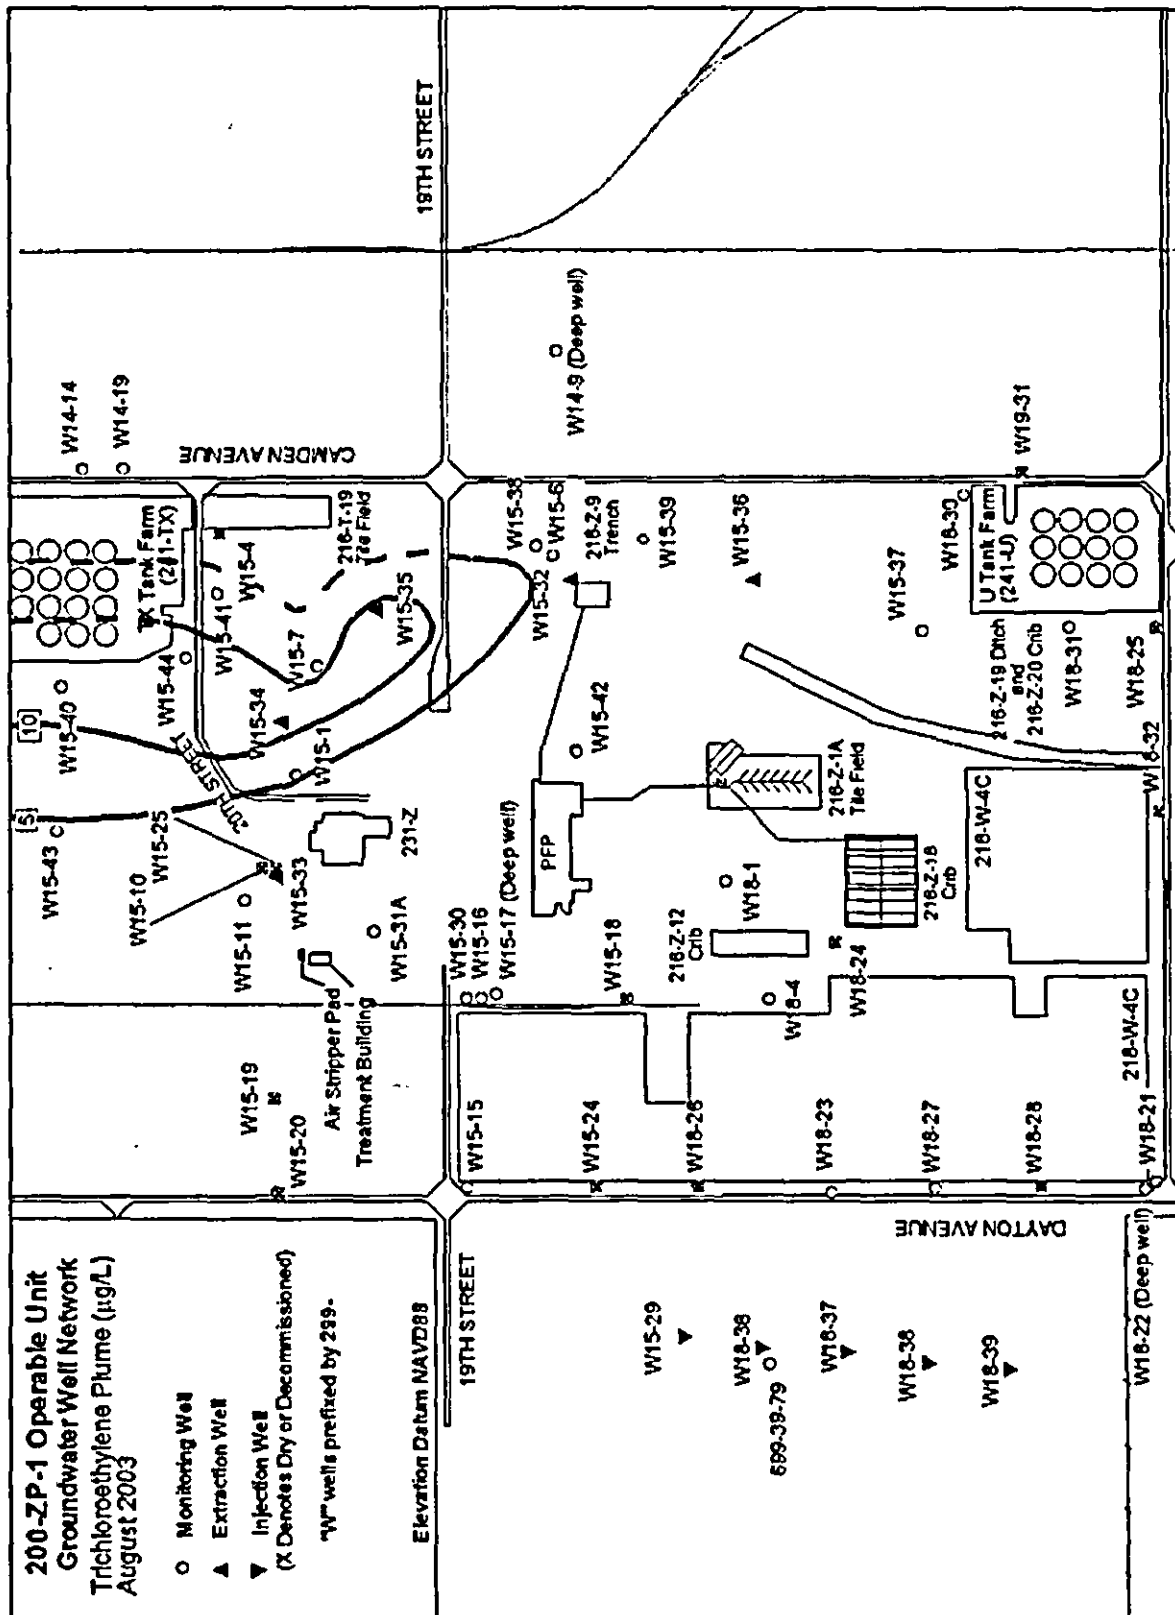 200-ZP-1 Operable Unit
Groundwater Well Network
Trichloroethylene Plume (µg/L)
August 2003
Monitoring Well
Extraction Well
Injection Well
(X Denotes Dry or Decommissioned)
"W" wells prefixed by 299-
Elevation Datum NAVD88
19TH STREET
W15-29
W18-38
699-39-79
W18-37
W18-38
W18-39
W18-22 (Deep well)
DAYTON AVENUE
W15-20
W15-19
Air Stripper Pad
Treatment Building
W15-15
W15-24
W18-26
W18-23
W18-27
W18-28
W18-21
218-W-4C
W15-43
W15-10
W15-25
W15-11
W15-33
W15-31A
231-Z
W15-30
W15-16
W15-17 (Deep well)
W15-18
216-Z-12
Crib
W18-4
W18-24
W18-1
PFP
216-Z-18
Crib
218-W-4C
216-Z-1A
Tile Field
5
10
W15-40
W15-44
20TH STREET
W15-34
W15-1
W15-7
W15-41
W15-4
W15-35
TX Tank Farm
(241-TX)
216-T-19
Tile Field
W15-42
W15-32
W15-38
W15-6
216-Z-9
Trench
W15-39
W15-36
W15-37
W18-30
U Tank Farm
(241-U)
216-Z-19 Ditch
and
216-Z-20 Crib
W18-31
W18-25
W18-32
CAMDEN AVENUE
W14-14
W14-19
W14-9 (Deep well)
W19-31
19TH STREET